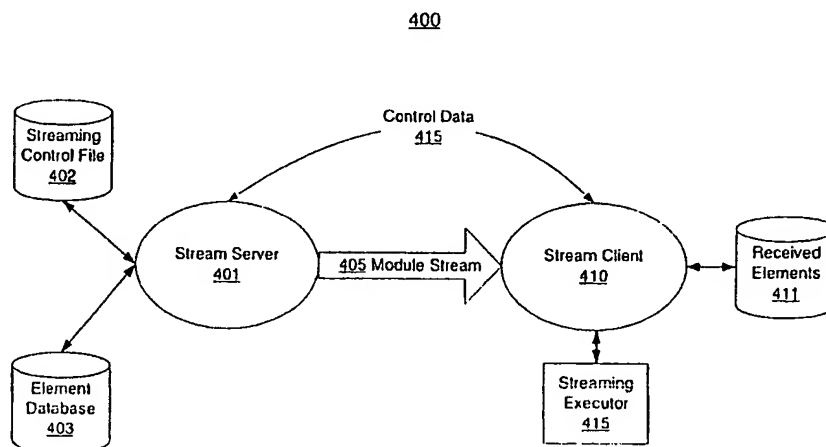 400
Control Data
415
Streaming
Control File
402
Stream Server
401
405 Module Stream
Stream Client
410
Received
Elements
411
Element
Database
403
Streaming
Executor
415